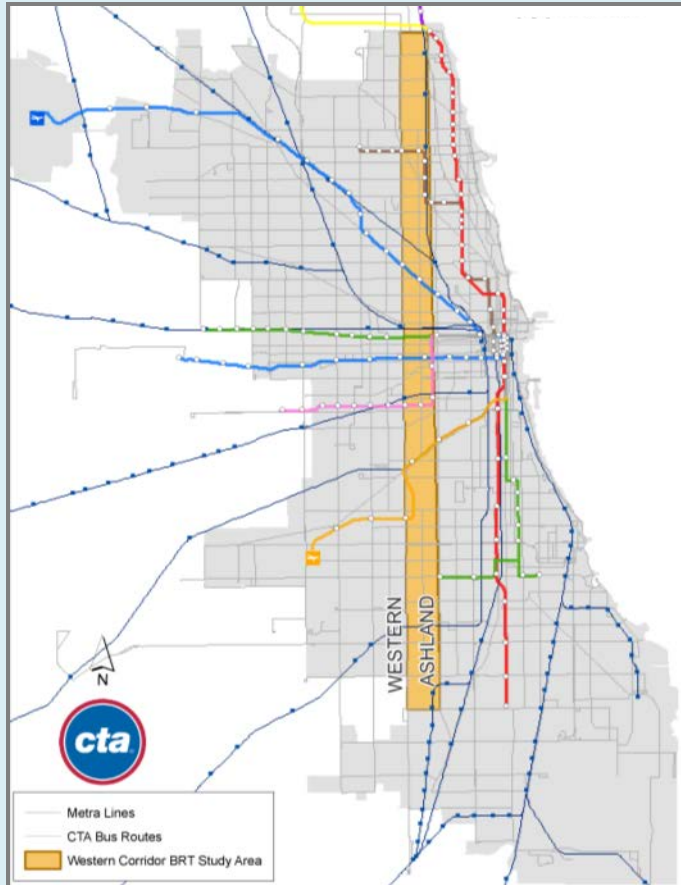 WESTERN
ASHLAND
N
cta
Metra Lines
CTA Bus Routes
Western Corridor BRT Study Area